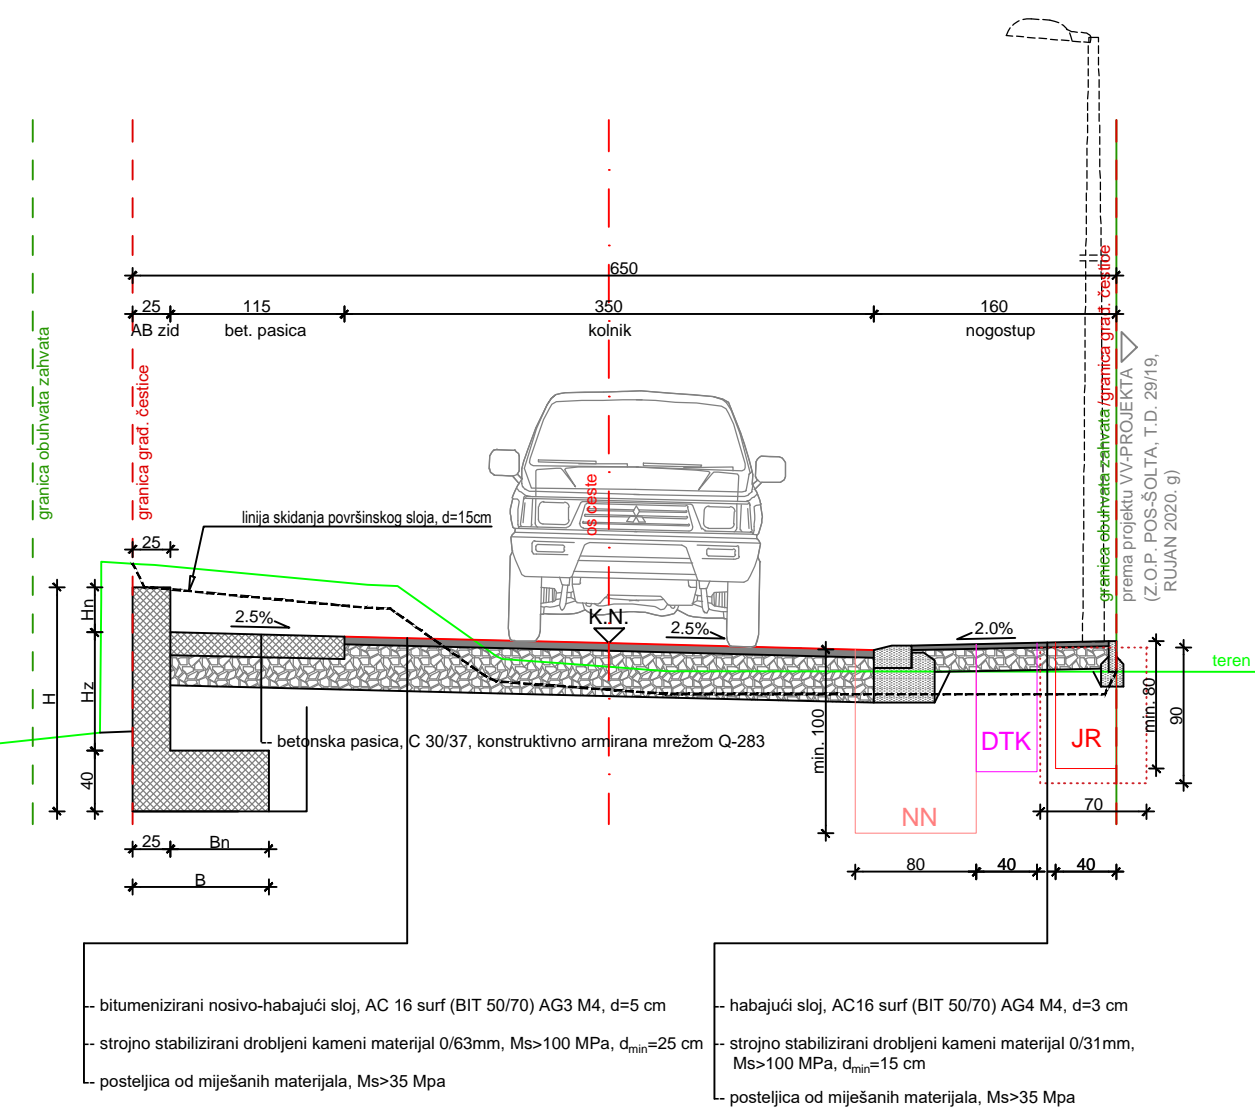 650
25
115
350
160
AB zid
bet. pasica
kolnik
nogostup
granica obuhvata zahvata
granica građ. čestice
os ceste
granica obuhvata zahvata /granica građ. čestice
prema projektu VV-PROJEKTA
(Z.O.P. POS-ŠOLTA, T.D. 29/19,
RUJAN 2020. g)
linija skidanja površinskog sloja, d=15cm
25
Hn
2.5%
K.N.
2.5%
2.0%
teren
H
Hz
40
-- betonska pasica, C 30/37, konstruktivno armirana mrežom Q-283
min. 100
DTK
JR
min. 80
90
NN
70
25
Bn
B
80
40
40
-- bitumenizirani nosivo-habajući sloj, AC 16 surf (BIT 50/70) AG3 M4, d=5 cm
-- strojno stabilizirani drobljeni kameni materijal 0/63mm, Ms>100 MPa, dmin=25 cm
-- posteljica od miješanih materijala, Ms>35 Mpa
-- habajući sloj, AC16 surf (BIT 50/70) AG4 M4, d=3 cm
-- strojno stabilizirani drobljeni kameni materijal 0/31mm,
Ms>100 MPa, dmin=15 cm
-- posteljica od miješanih materijala, Ms>35 MPa